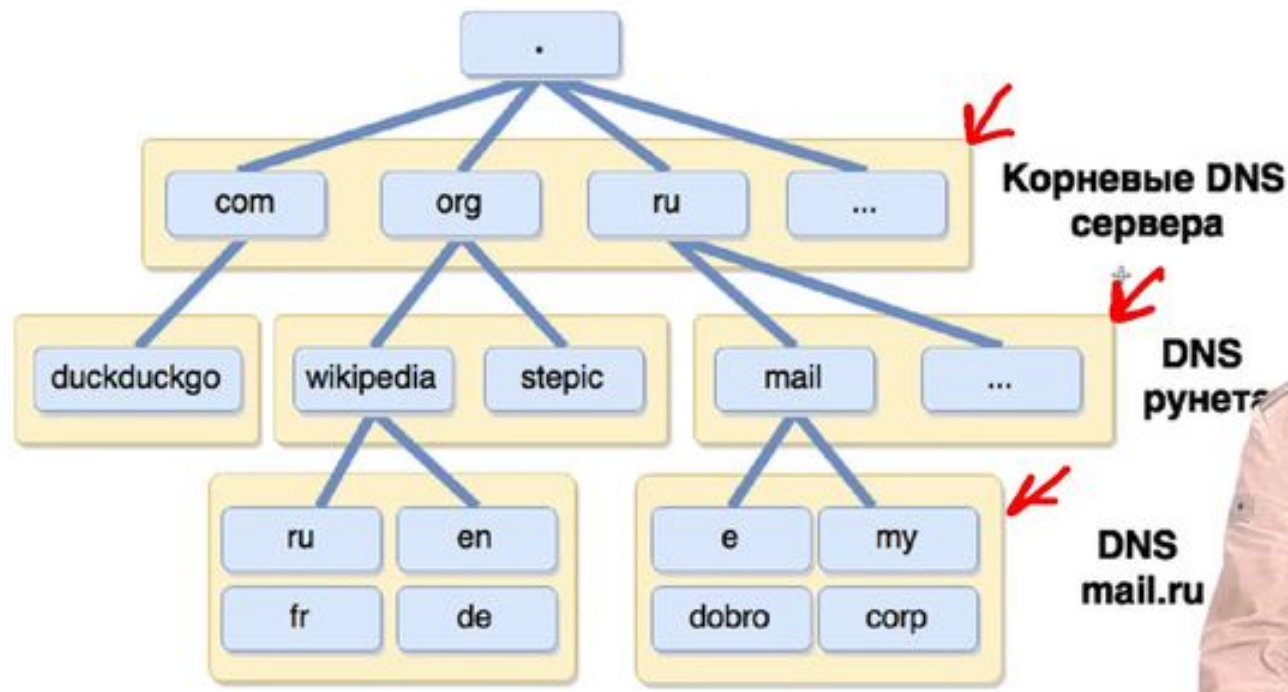 .
com
org
ru
...
Корневые DNS
сервера
duckduckgo
wikipedia
stepic
mail
...
DNS
рунета
ru
en
fr
de
e
my
dobro
corp
DNS
mail.ru